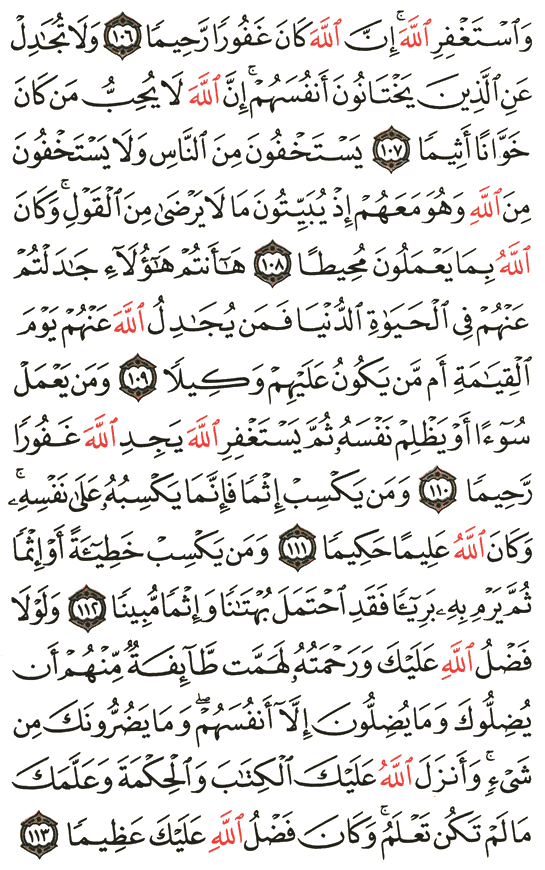 وَٱسۡتَغۡفِرِ ٱللَّهَۖ إِنَّ ٱللَّهَ كَانَ غَفُورٗا رَّحِيمٗا ١٠٦ وَلَا تُجَٰدِلۡ
عَنِ ٱلَّذِينَ يَخۡتَانُونَ أَنفُسَهُمۡۚ إِنَّ ٱللَّهَ لَا يُحِبُّ مَن كَانَ
خَوَّانًا أَثِيمٗا ١٠٧ يَسۡتَخۡفُونَ مِنَ ٱلنَّاسِ وَلَا يَسۡتَخۡفُونَ
مِنَ ٱللَّهِ وَهُوَ مَعَهُمۡ إِذۡ يُبَيِّتُونَ مَا لَا يَرۡضَىٰ مِنَ ٱلۡقَوۡلِۚ وَكَانَ
ٱللَّهُ بِمَا يَعۡمَلُونَ مُحِيطًا ١٠٨ هَٰٓأَنتُمۡ هَٰٓؤُلَآءِ جَٰدَلۡتُمۡ
عَنۡهُمۡ فِي ٱلۡحَيَوٰةِ ٱلدُّنۡيَا فَمَن يُجَٰدِلُ ٱللَّهَ عَنۡهُمۡ يَوۡمَ
ٱلۡقِيَٰمَةِ أَم مَّن يَكُونُ عَلَيۡهِمۡ وَكِيلٗا ١٠٩ وَمَن يَعۡمَلۡ
سُوٓءًا أَوۡ يَظۡلِمۡ نَفۡسَهُۥ ثُمَّ يَسۡتَغۡفِرِ ٱللَّهَ يَجِدِ ٱللَّهَ غَفُورٗا
رَّحِيمٗا ١١٠ وَمَن يَكۡسِبۡ إِثۡمٗا فَإِنَّمَا يَكۡسِبُهُۥ عَلَىٰ نَفۡسِهِۦۚ
وَكَانَ ٱللَّهُ عَلِيمًا حَكِيمٗا ١١١ وَمَن يَكۡسِبۡ خَطِيٓـَٔةً أَوۡ إِثۡمٗا
ثُمَّ يَرۡمِ بِهِۦ بَرِيٓـٔٗا فَقَدِ ٱحۡتَمَلَ بُهۡتَٰنٗا وَإِثۡمٗا مُّبِينٗا ١١٢ وَلَوۡلَا
فَضۡلُ ٱللَّهِ عَلَيۡكَ وَرَحۡمَتُهُۥ لَهَمَّت طَّآئِفَةٞ مِّنۡهُمۡ أَن
يُضِلُّوكَ وَمَا يُضِلُّونَ إِلَّآ أَنفُسَهُمۡۖ وَمَا يَضُرُّونَكَ مِن
شَيۡءٖۚ وَأَنزَلَ ٱللَّهُ عَلَيۡكَ ٱلۡكِتَٰبَ وَٱلۡحِكۡمَةَ وَعَلَّمَكَ
مَا لَمۡ تَكُن تَعۡلَمُۚ وَكَانَ فَضۡلُ ٱللَّهِ عَلَيۡكَ عَظِيمٗا ١١٣